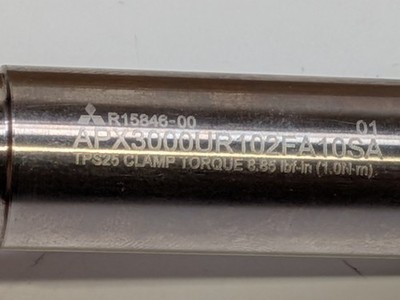 R15846-00 01
APX3000UR102FA10SA
TPS25 CLAMP TORQUE 8.85 lbf-in (1.0N·m)